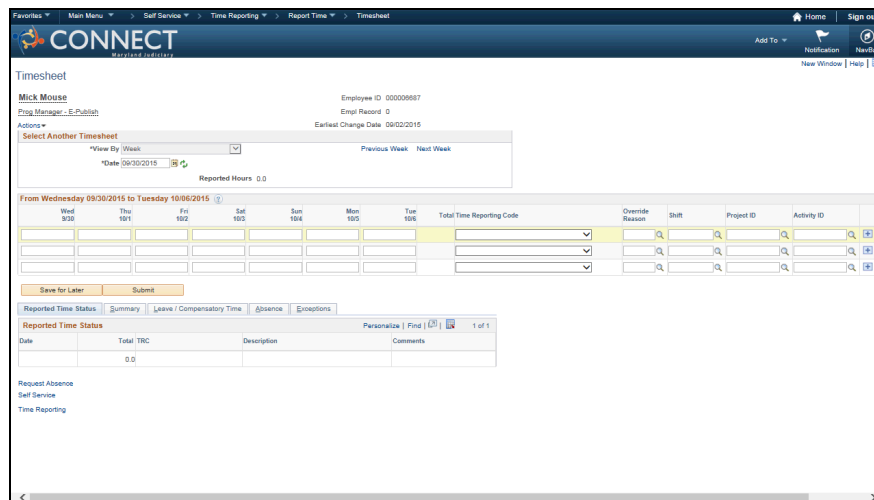 Favorites Main Menu > Self Service > Time Reporting > Report Time > Timesheet Home Sign ou
CONNECT
Maryland Judiciary
Add To Notification NavB
New Window | Help |
Timesheet
Mick Mouse Employee ID 000006687
Prog Manager - E-Publish Empl Record 0
Actions Earliest Change Date 09/02/2015
Select Another Timesheet
*View By Week Previous Week Next Week
*Date 09/30/2015
Reported Hours 0.0
From Wednesday 09/30/2015 to Tuesday 10/06/2015
Wed 9/30 Thu 10/1 Fri 10/2 Sat 10/3 Sun 10/4 Mon 10/5 Tue 10/6 Total Time Reporting Code Override Reason Shift Project ID Activity ID
Save for Later Submit
Reported Time Status Summary Leave / Compensatory Time Absence Exceptions
Reported Time Status Personalize | Find | 1 of 1
Date Total TRC Description Comments
0.0
Request Absence
Self Service
Time Reporting